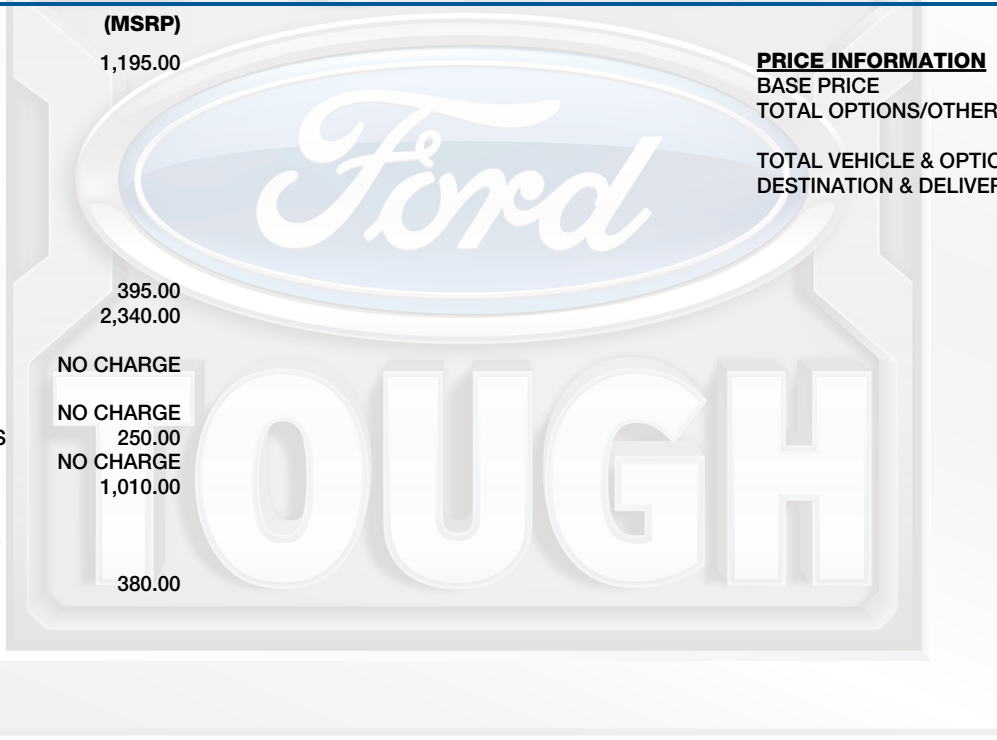 (MSRP)
1,195.00
395.00
2,340.00
NO CHARGE
NO CHARGE
S 250.00
NO CHARGE
1,010.00
380.00
PRICE INFORMATION
BASE PRICE
TOTAL OPTIONS/OTHER
TOTAL VEHICLE & OPTIO
DESTINATION & DELIVER
Ford
TOUGH